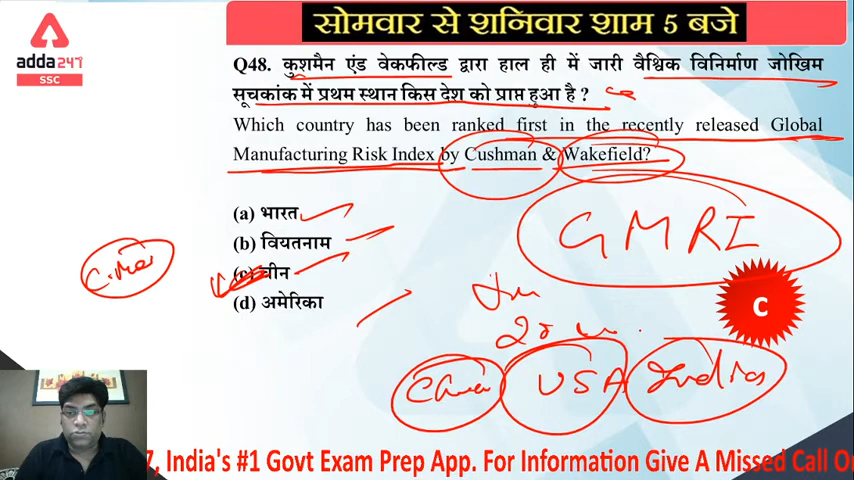 सोमवार से शनिवार शाम 5 बजे
adda247
SSC
Q48. कुशमैन एंड वेकफील्ड द्वारा हाल ही में जारी वैश्विक विनिर्माण जोखिम
सूचकांक में प्रथम स्थान किस देश को प्राप्त हुआ है ?
Which country has been ranked first in the recently released Global
Manufacturing Risk Index by Cushman & Wakefield?
(a) भारत
(b) वियतनाम
(c) चीन
(d) अमेरिका
GMRI
C
China USA India
7, India's #1 Govt Exam Prep App. For Information Give A Missed Call O